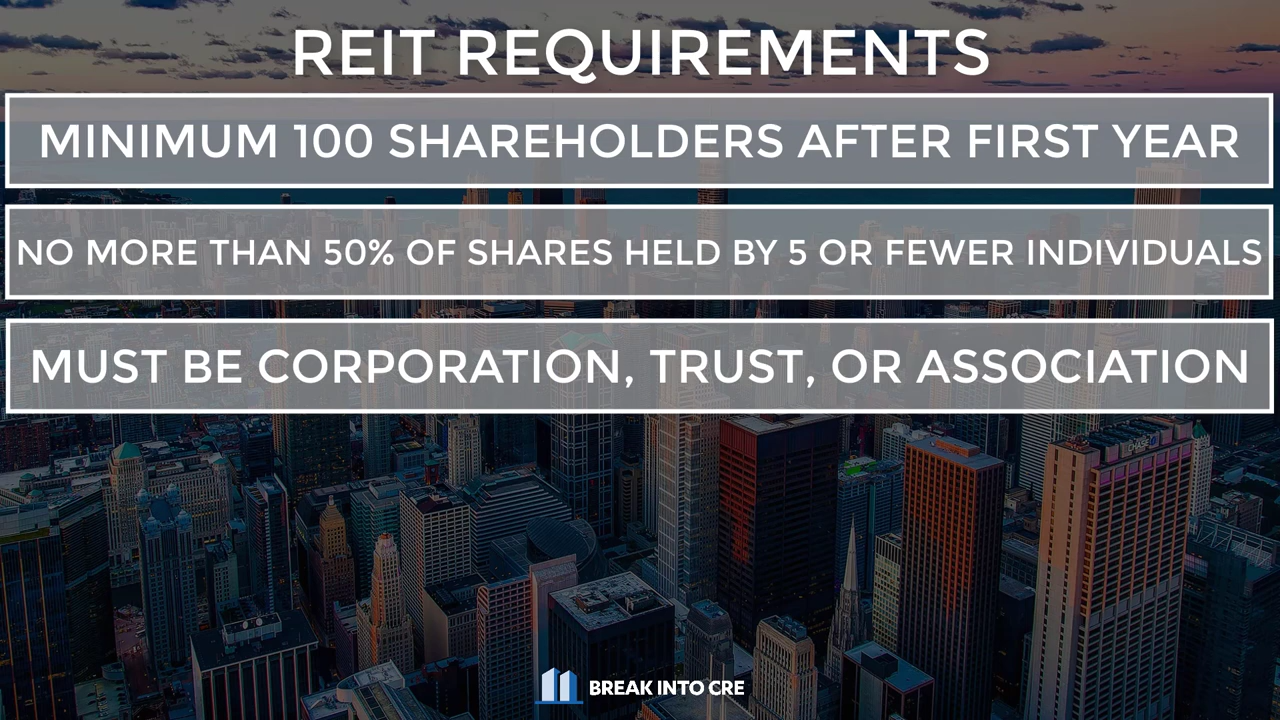 REIT REQUIREMENTS
MINIMUM 100 SHAREHOLDERS AFTER FIRST YEAR
NO MORE THAN 50% OF SHARES HELD BY 5 OR FEWER INDIVIDUALS
MUST BE CORPORATION, TRUST, OR ASSOCIATION
BREAK INTO CRE